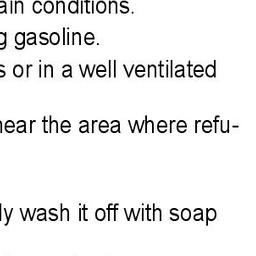 ain conditions.
g gasoline.
s or in a well ventilated
near the area where refu-
ly wash it off with soap